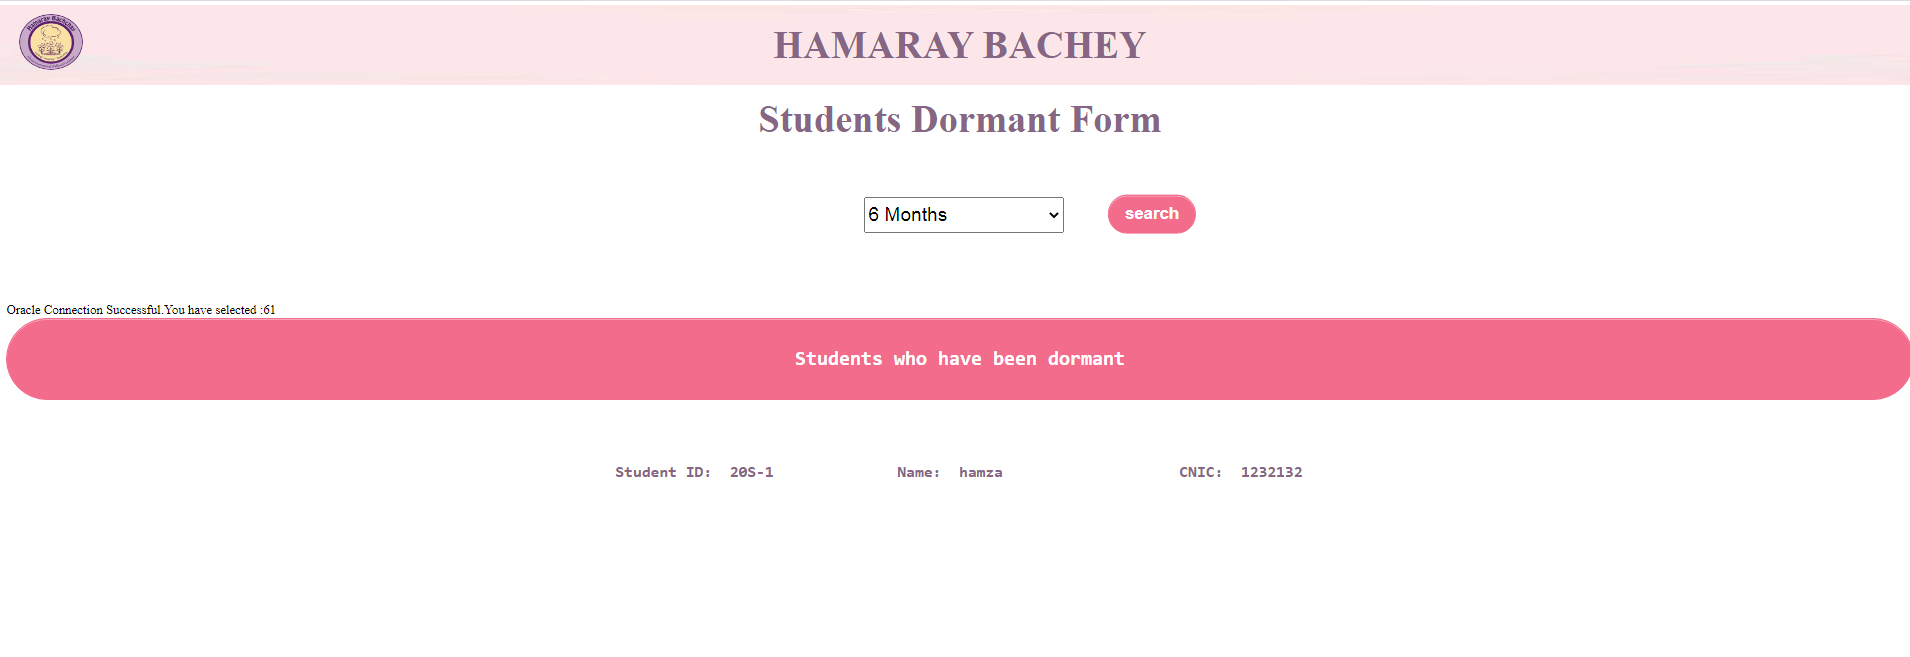 Hamaray Bachchay
HAMARAY BACHEY
Students Dormant Form
6 Months
search
Oracle Connection Successful.You have selected :61
Students who have been dormant
Student ID: 20S-1 Name: hamza CNIC: 1232132